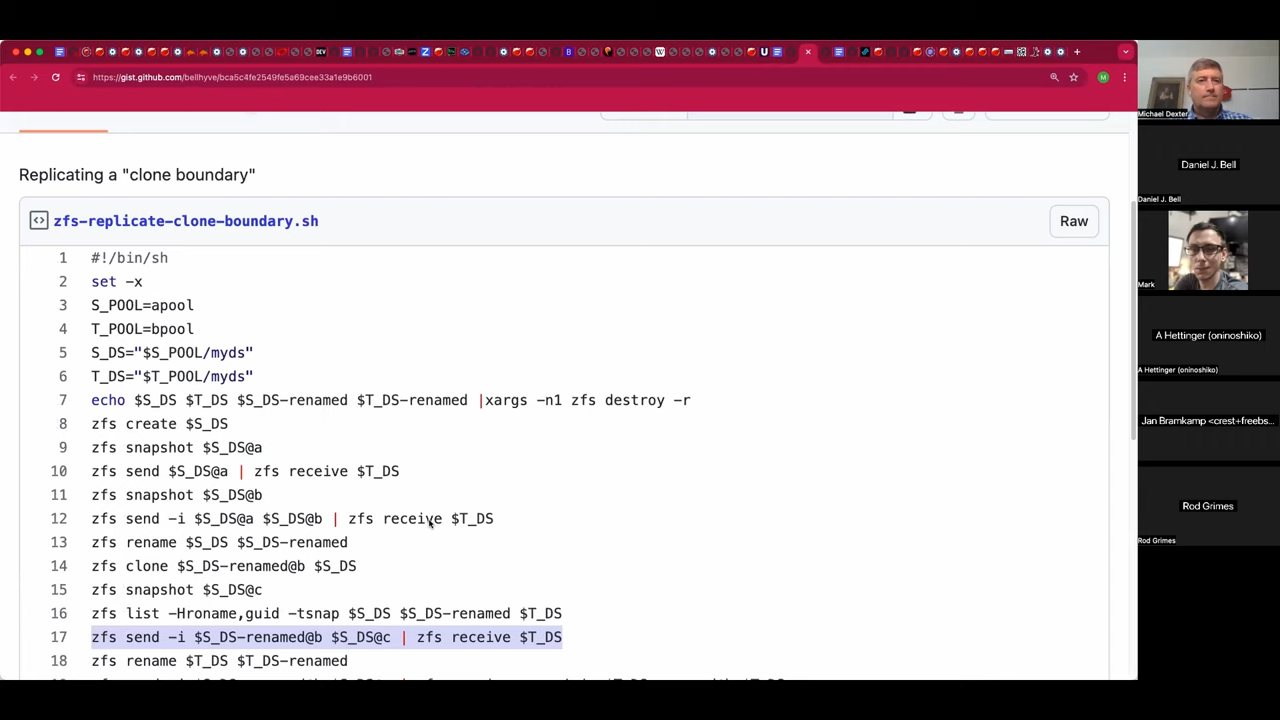 https://gist.github.com/bellhyve/bca5c4fe2549fe5a69cee33a1e9b6001
M
Replicating a "clone boundary"
zfs-replicate-clone-boundary.sh
Raw
1 #!/bin/sh
2 set -x
3 S_POOL=apool
4 T_POOL=bpool
5 S_DS="$S_POOL/myds"
6 T_DS="$T_POOL/myds"
7 echo $S_DS $T_DS $S_DS-renamed $T_DS-renamed |xargs -n1 zfs destroy -r
8 zfs create $S_DS
9 zfs snapshot $S_DS@a
10 zfs send $S_DS@a | zfs receive $T_DS
11 zfs snapshot $S_DS@b
12 zfs send -i $S_DS@a $S_DS@b | zfs receive $T_DS
13 zfs rename $S_DS $S_DS-renamed
14 zfs clone $S_DS-renamed@b $S_DS
15 zfs snapshot $S_DS@c
16 zfs list -Hroname,guid -tsnap $S_DS $S_DS-renamed $T_DS
17 zfs send -i $S_DS-renamed@b $S_DS@c | zfs receive $T_DS
18 zfs rename $T_DS $T_DS-renamed
Michael Dexter
Daniel J. Bell
Daniel J. Bell
Mark
A Hettinger (oninoshiko)
A Hettinger (oninoshiko)
Jan Bramkamp <crest+freebs...
Rod Grimes
Rod Grimes